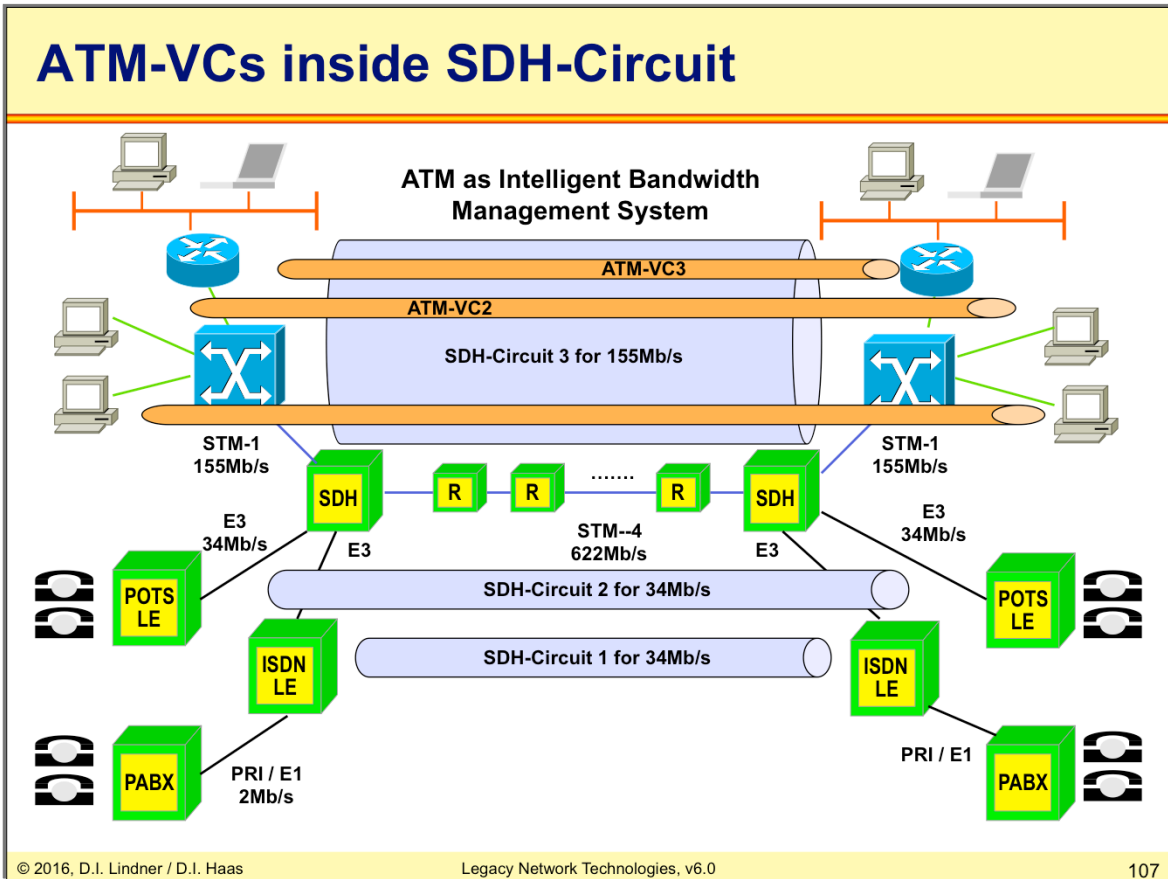 ATM-VCs inside SDH-Circuit
ATM as Intelligent Bandwidth
Management System
ATM-VC3
ATM-VC2
SDH-Circuit 3 for 155Mb/s
STM-1
155Mb/s
STM-1
155Mb/s
SDH
R
R
.......
R
SDH
E3
34Mb/s
E3
STM--4
622Mb/s
E3
E3
34Mb/s
POTS
LE
SDH-Circuit 2 for 34Mb/s
POTS
LE
ISDN
LE
SDH-Circuit 1 for 34Mb/s
ISDN
LE
PABX
PRI / E1
2Mb/s
PRI / E1
PABX
© 2016, D.I. Lindner / D.I. Haas
Legacy Network Technologies, v6.0
107